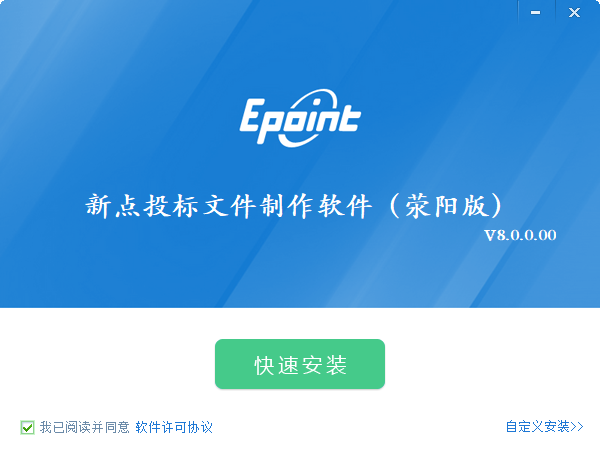 Epoint
新点投标文件制作软件（荥阳版）
V8.0.0.00
快速安装
我已阅读并同意 软件许可协议
自定义安装>>